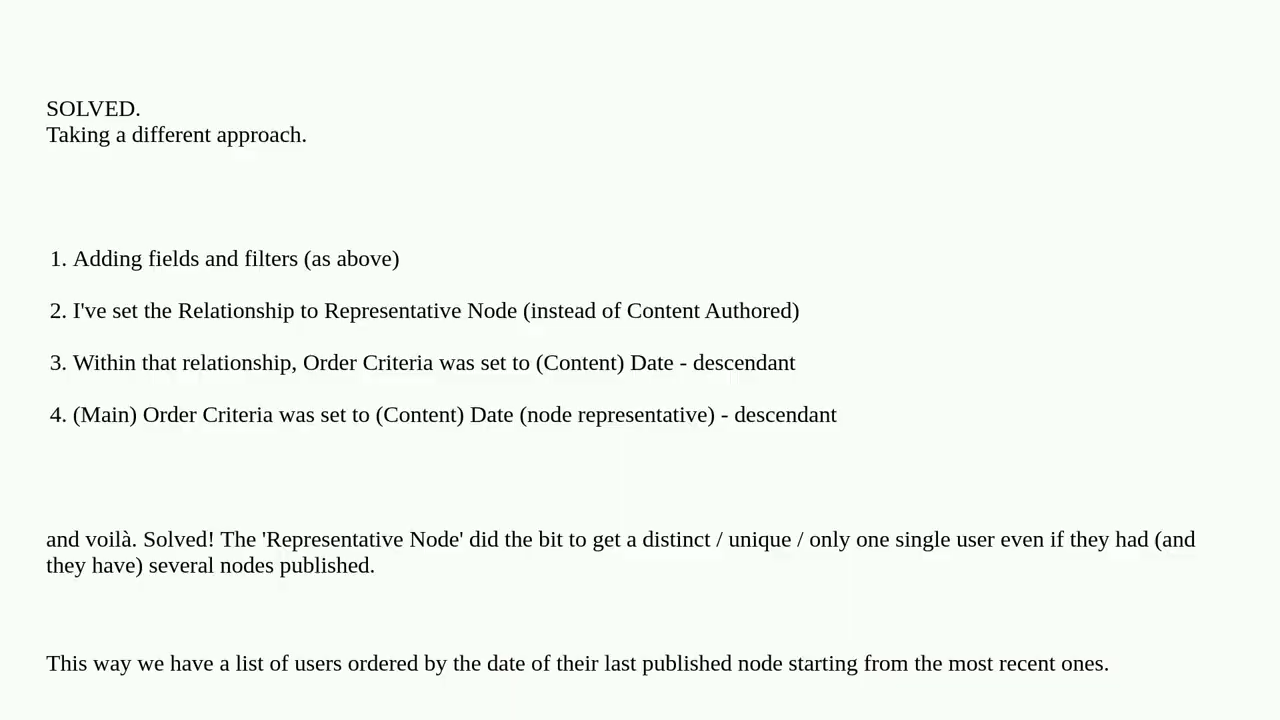 SOLVED.
Taking a different approach.
1. Adding fields and filters (as above)
2. I've set the Relationship to Representative Node (instead of Content Authored)
3. Within that relationship, Order Criteria was set to (Content) Date - descendant
4. (Main) Order Criteria was set to (Content) Date (node representative) - descendant
and voilà. Solved! The 'Representative Node' did the bit to get a distinct / unique / only one single user even if they had (and
they have) several nodes published.
This way we have a list of users ordered by the date of their last published node starting from the most recent ones.